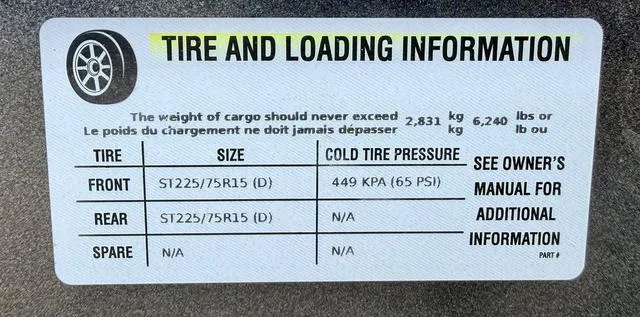 TIRE AND LOADING INFORMATION
The weight of cargo should never exceed 2,831 kg 6,240 lbs or
Le poids du chargement ne doit jamais dépasser kg lb ou
TIRE SIZE COLD TIRE PRESSURE
FRONT ST225/75R15 (D) 449 KPA (65 PSI)
REAR ST225/75R15 (D) N/A
SPARE N/A N/A
SEE OWNER'S
MANUAL FOR
ADDITIONAL
INFORMATION
PART #